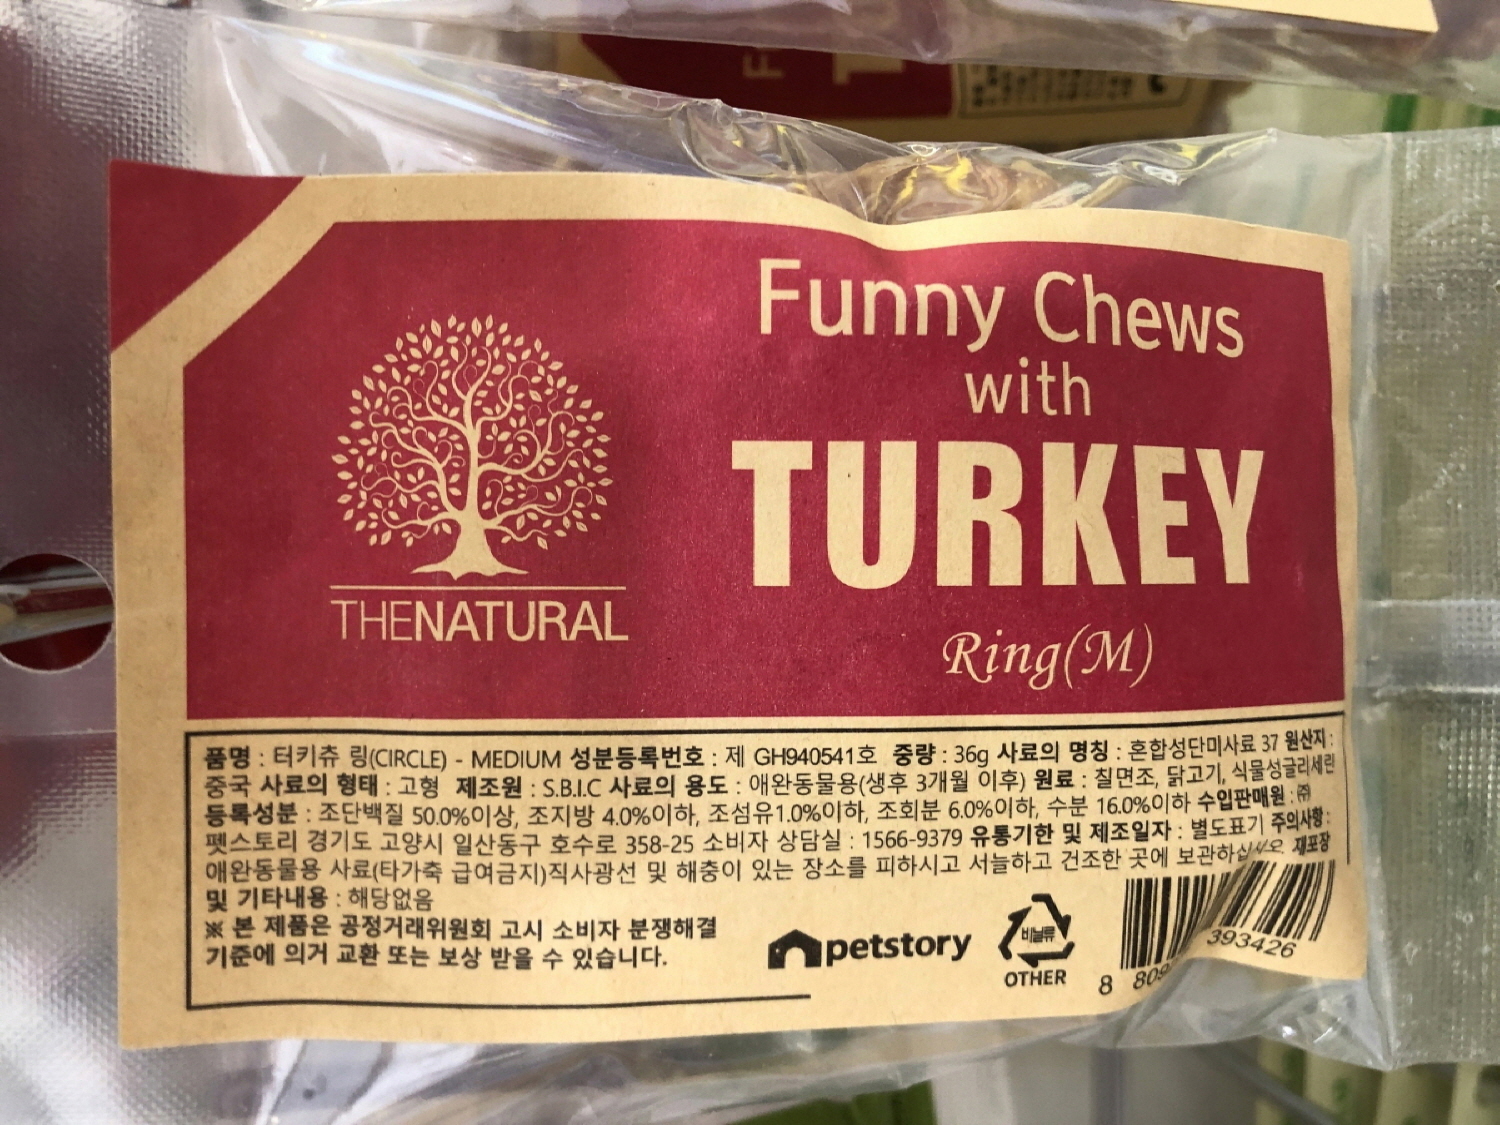 Funny Chews
with
TURKEY
Ring(M)
THENATURAL
품명 : 터키츄 링(CIRCLE) - MEDIUM 성분등록번호 : 제 GH940541호 중량 : 36g 사료의 명칭 : 혼합성단미사료 37 원산지 :
중국 사료의 형태 : 고형 제조원 : S.B.I.C 사료의 용도 : 애완동물용(생후 3개월 이후) 원료 : 칠면조, 닭고기, 식물성글리세린
등록성분 : 조단백질 50.0%이상, 조지방 4.0%이하, 조섬유1.0%이하, 조회분 6.0%이하, 수분 16.0%이하 수입판매원 : ㈜
펫스토리 경기도 고양시 일산동구 호수로 358-25 소비자 상담실 : 1566-9379 유통기한 및 제조일자 : 별도표기 주의사항 :
애완동물용 사료(타가축 급여금지)직사광선 및 해충이 있는 장소를 피하시고 서늘하고 건조한 곳에 보관하십시오 재포장
및 기타내용 : 해당없음
※ 본 제품은 공정거래위원회 고시 소비자 분쟁해결
기준에 의거 교환 또는 보상 받을 수 있습니다.
petstory
비닐류
OTHER
8 809 393426